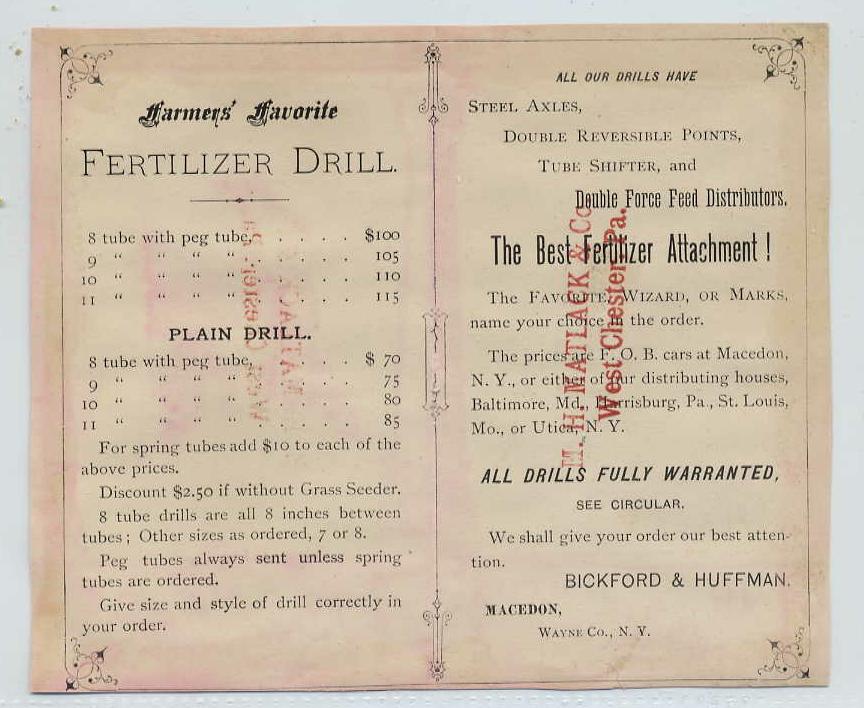 Farmers' Favorite
FERTILIZER DRILL.
8 tube with peg tube, . . . . . $100
9 “ “ “ “ . . . . . 105
10 “ “ “ “ . . . . . 110
11 “ “ “ “ . . . . . 115
PLAIN DRILL.
8 tube with peg tube, . . . . $ 70
9 “ “ “ “ . . . . . 75
10 “ “ “ “ . . . . . 80
11 “ “ “ “ . . . . . 85
For spring tubes add $10 to each of the
above prices.
Discount $2.50 if without Grass Seeder.
8 tube drills are all 8 inches between
tubes; Other sizes as ordered, 7 or 8.
Peg tubes always sent unless spring
tubes are ordered.
Give size and style of drill correctly in
your order.
ALL OUR DRILLS HAVE
STEEL AXLES,
DOUBLE REVERSIBLE POINTS,
TUBE SHIFTER, and
Double Force Feed Distributors.
The Best Fertilizer Attachment!
The FAVORITE, WIZARD, OR MARKS,
name your choice in the order.
The prices are F. O. B. cars at Macedon,
N. Y., or either of our distributing houses,
Baltimore, Md., Harrisburg, Pa., St. Louis,
Mo., or Utica, N. Y.
ALL DRILLS FULLY WARRANTED,
SEE CIRCULAR.
We shall give your order our best atten-
tion.
BICKFORD & HUFFMAN.
MACEDON,
WAYNE CO., N. Y.
H. H. MATLACK & Co.
West Chester, Pa.